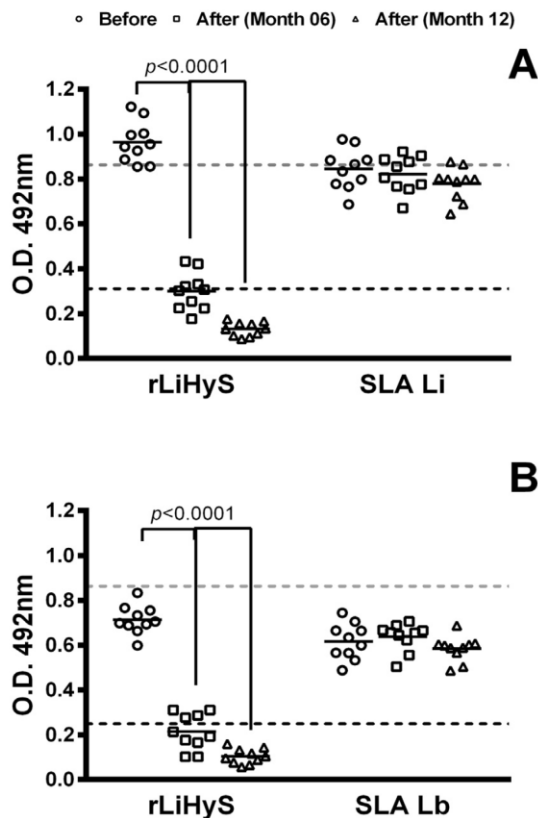 Before After (Month 06) After (Month 12)
A
p<0.0001
1.2
1.0
0.8
0.6
0.4
0.2
0.0
O.D. 492nm
rLiHyS SLA Li
B
p<0.0001
1.2
1.0
0.8
0.6
0.4
0.2
0.0
O.D. 492nm
rLiHyS SLA Lb